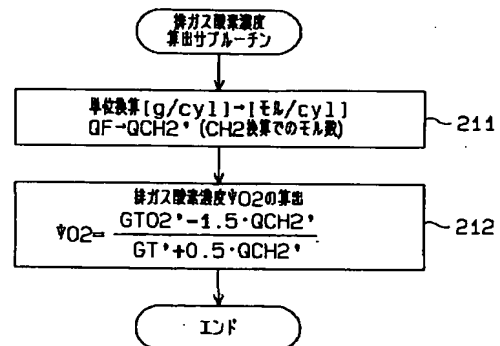 排ガス酸素濃度
算出サブルーチン
単位換算[g/cyl]→[モル/cyl]
QF→QCH2' (CH2換算でのモル数)
211
排ガス酸素濃度ΨO2の算出
ΨO2= GTO2'-1.5·QCH2'
GT'+0.5·QCH2'
212
エンド